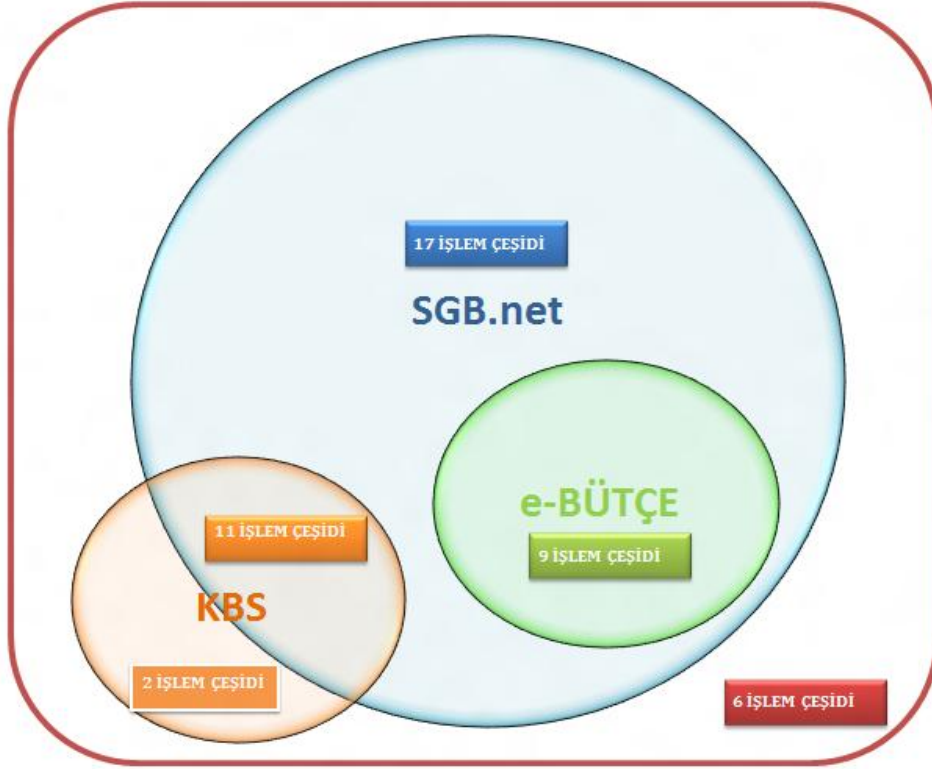 17 İŞLEM ÇEŞİDİ
SGB.net
e-BÜTÇE
9 İŞLEM ÇEŞİDİ
11 İŞLEM ÇEŞİDİ
KBS
2 İŞLEM ÇEŞİDİ
6 İŞLEM ÇEŞİDİ